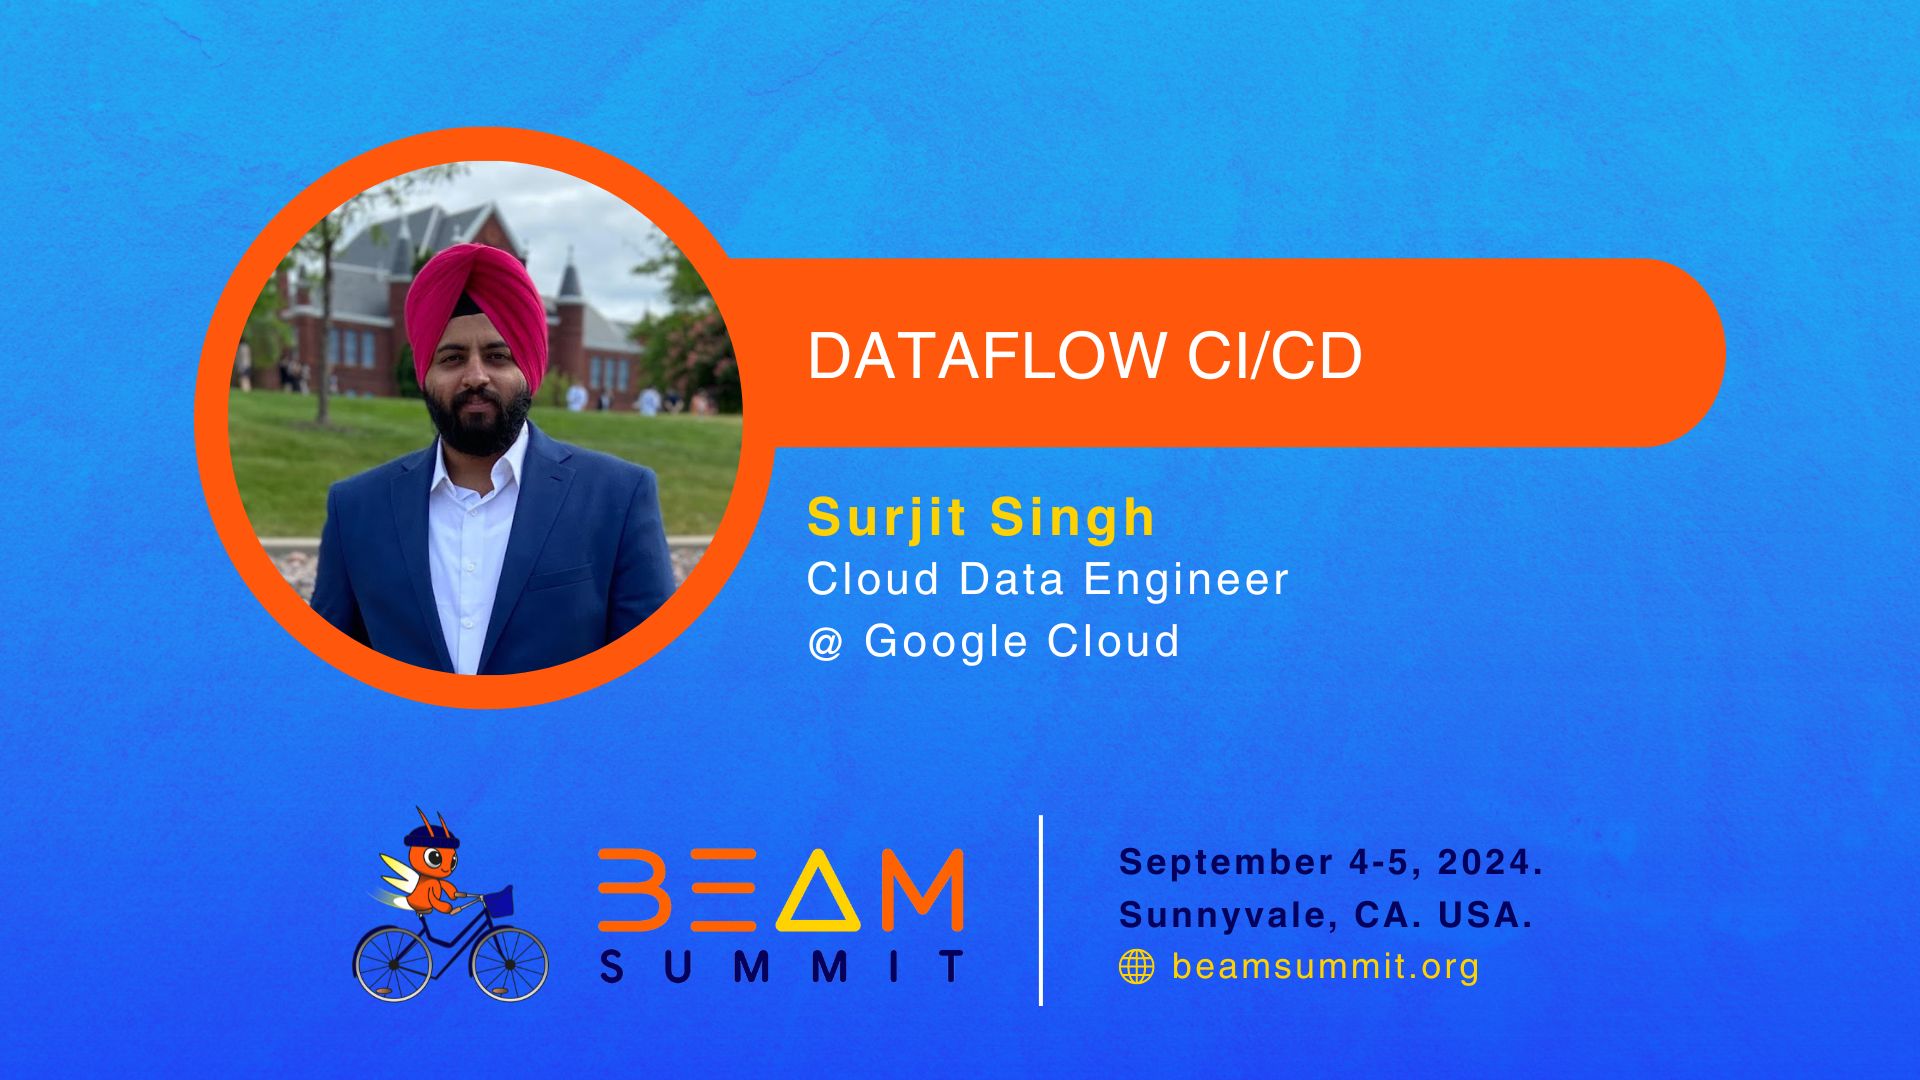 DATAFLOW CI/CD
Surjit Singh
Cloud Data Engineer
@ Google Cloud
BEAM
SUMMIT
September 4-5, 2024.
Sunnyvale, CA. USA.
beamsummit.org